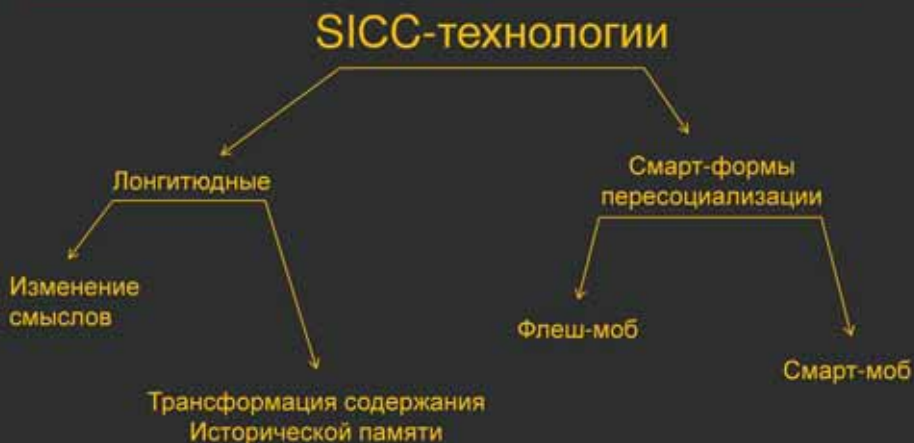 SICC-технологии
Лонгитюдные
Смарт-формы
пересоциализации
Изменение
смыслов
Флеш-моб
Смарт-моб
Трансформация содержания
Исторической памяти